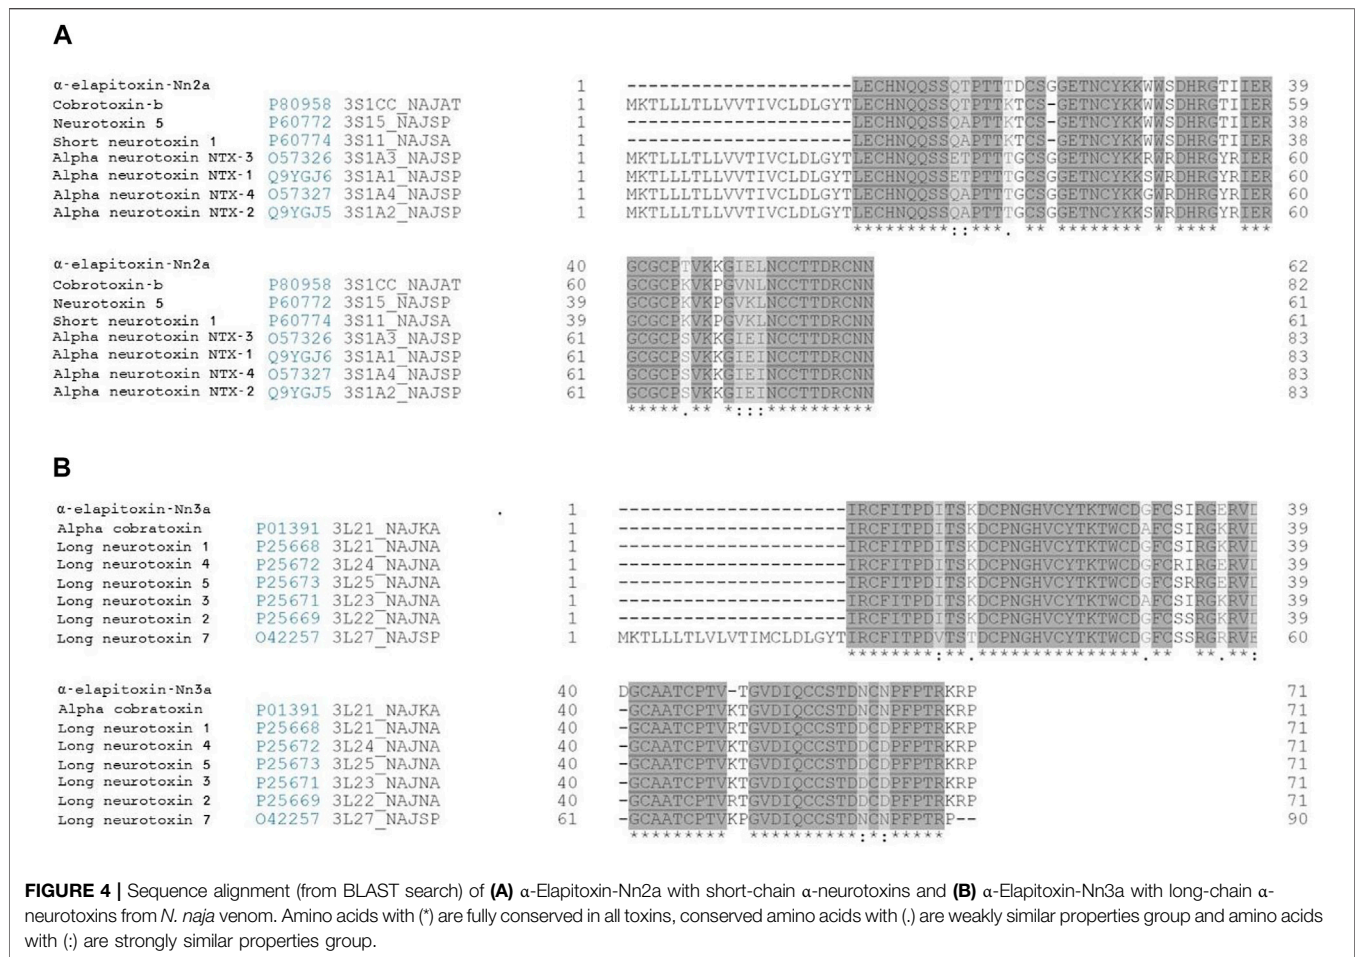 A
α-elapitoxin-Nn2a 1 ---------------------LECHNQQSSQTPTTTDCSGGETNCYKKWWSDHRGTIIER 39
Cobrotoxin-b P80958 3S1CC_NAJAT 1 MKTLLLTLLVVTIVCLDLGYTLECHNQQSSQTPTTKTCS-GETNCYKKWWSDHRGTIIER 59
Neurotoxin 5 P60772 3S15_NAJSP 1 ---------------------LECHNQQSSQAPTTKTCS-GETNCYKKWWSDHRGTIIER 38
Short neurotoxin 1 P60774 3S11_NAJSA 1 ---------------------LECHNQQSSQAPTTKTCS-GETNCYKKWWSDHRGTIIER 38
Alpha neurotoxin NTX-3 O57326 3S1A3_NAJSP 1 MKTLLLTLLVVTIVCLDLGYTLECHNQQSSETPTTTGCSGGETNCYKKRWRDHRGYRIER 60
Alpha neurotoxin NTX-1 Q9YGJ6 3S1A1_NAJSP 1 MKTLLLTLLVVTIVCLDLGYTLECHNQQSSETPTTTGCSGGETNCYKKSWRDHRGYRIER 60
Alpha neurotoxin NTX-4 O57327 3S1A4_NAJSP 1 MKTLLLTLLVVTIVCLDLGYTLECHNQQSSQAPTTTGCSGGETNCYKKGWRDHRGYRIER 60
Alpha neurotoxin NTX-2 Q9YGJ5 3S1A2_NAJSP 1 MKTLLLTLLVVTIVCLDLGYTLECHNQQSSQAPTTTGCSGGETNCYKKSWRDHRGYRIER 60
*********::***. ** ******** * **** ***
α-elapitoxin-Nn2a 40 GCGCPTVKKGIELNCCTTDRCNN 62
Cobrotoxin-b P80958 3S1CC_NAJAT 60 GCGCPKVKPGVNLNCCTTDRCNN 82
Neurotoxin 5 P60772 3S15_NAJSP 39 GCGCPKVKPGVKLNCCTTDRCNN 61
Short neurotoxin 1 P60774 3S11_NAJSA 39 GCGCPKVKPGVKLNCCTTDRCNN 61
Alpha neurotoxin NTX-3 O57326 3S1A3_NAJSP 61 GCGCPSVKKGIEINCCTTDRCNN 83
Alpha neurotoxin NTX-1 Q9YGJ6 3S1A1_NAJSP 61 GCGCPSVKKGIEINCCTTDRCNN 83
Alpha neurotoxin NTX-4 O57327 3S1A4_NAJSP 61 GCGCPSVKKGIEINCCTTDRCNN 83
Alpha neurotoxin NTX-2 Q9YGJ5 3S1A2_NAJSP 61 GCGCPSVKKGIEINCCTTDRCNN 83
*****.** *:::***********
B
α-elapitoxin-Nn3a . 1 ---------------------IRCFITPDITSKDCPNGHVCYTKTWCDGFCSIRGERVD 39
Alpha cobratoxin P01391 3L21_NAJKA 1 ---------------------IRCFITPDITSKDCPNGHVCYTKTWCDAFCSIRGKRVD 39
Long neurotoxin 1 P25668 3L21_NAJNA 1 ---------------------IRCFITPDITSKDCPNGHVCYTKTWCDGFCSIRGKRVD 39
Long neurotoxin 4 P25672 3L24_NAJNA 1 ---------------------IRCFITPDITSKDCPNGHVCYTKTWCDGFCRIRGERVD 39
Long neurotoxin 5 P25673 3L25_NAJNA 1 ---------------------IRCFITPDITSKDCPNGHVCYTKTWCDGFCSRRGERVD 39
Long neurotoxin 3 P25671 3L23_NAJNA 1 ---------------------IRCFITPDITSKDCPNGHVCYTKTWCDAFCSIRGKRVD 39
Long neurotoxin 2 P25669 3L22_NAJNA 1 ---------------------IRCFITPDITSKDCPNGHVCYTKTWCDGFCSSRGKRVD 39
Long neurotoxin 7 O42257 3L27_NAJSP 1 MKTLLLTLVLVTIMCLDLGYTIRCFITPDVTSTDCPNGHVCYTKTWCDGFCSSRGRRVE 60
********:**.***************.** **.**:
α-elapitoxin-Nn3a 40 DGCAATCPTV-TGVDIQCCSTDNCNPFPTRKRP 71
Alpha cobratoxin P01391 3L21_NAJKA 40 -GCAATCPTVKTGVDIQCCSTDNCNPFPTRKRP 71
Long neurotoxin 1 P25668 3L21_NAJNA 40 -GCAATCPTVRTGVDIQCCSTDDCDPFPTRKRP 71
Long neurotoxin 4 P25672 3L24_NAJNA 40 -GCAATCPTVKTGVDIQCCSTDDCDPFPTRKRP 71
Long neurotoxin 5 P25673 3L25_NAJNA 40 -GCAATCPTVKTGVDIQCCSTDDCDPFPTRKRP 71
Long neurotoxin 3 P25671 3L23_NAJNA 40 -GCAATCPTVKTGVDIQCCSTDDCDPFPTRKRP 71
Long neurotoxin 2 P25669 3L22_NAJNA 40 -GCAATCPTVRTGVDIQCCSTDDCDPFPTRKRP 71
Long neurotoxin 7 O42257 3L27_NAJSP 61 -GCAATCPTVKPGVDIQCCSTDNCNPFPTRP-- 90
********* ***********:*:******
FIGURE 4 | Sequence alignment (from BLAST search) of (A) α-Elapitoxin-Nn2a with short-chain α-neurotoxins and (B) α-Elapitoxin-Nn3a with long-chain α-
neurotoxins from N. naja venom. Amino acids with (*) are fully conserved in all toxins, conserved amino acids with (.) are weakly similar properties group and amino acids
with (:) are strongly similar properties group.